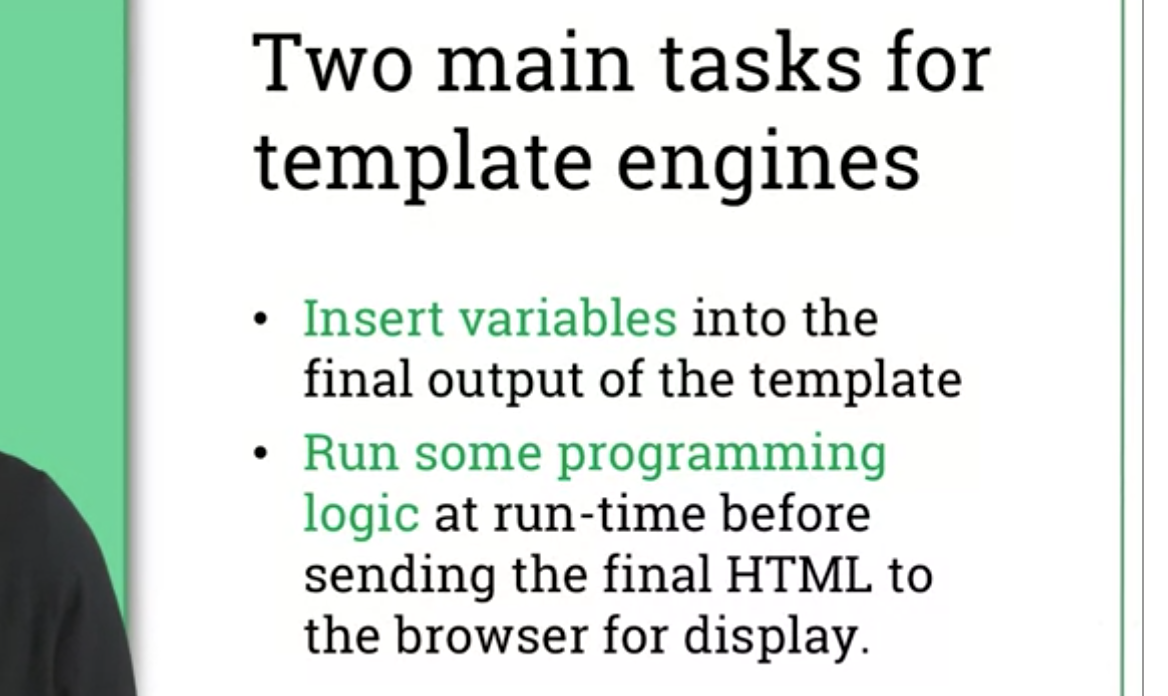 Two main tasks for
template engines
• Insert variables into the
final output of the template
• Run some programming
logic at run-time before
sending the final HTML to
the browser for display.